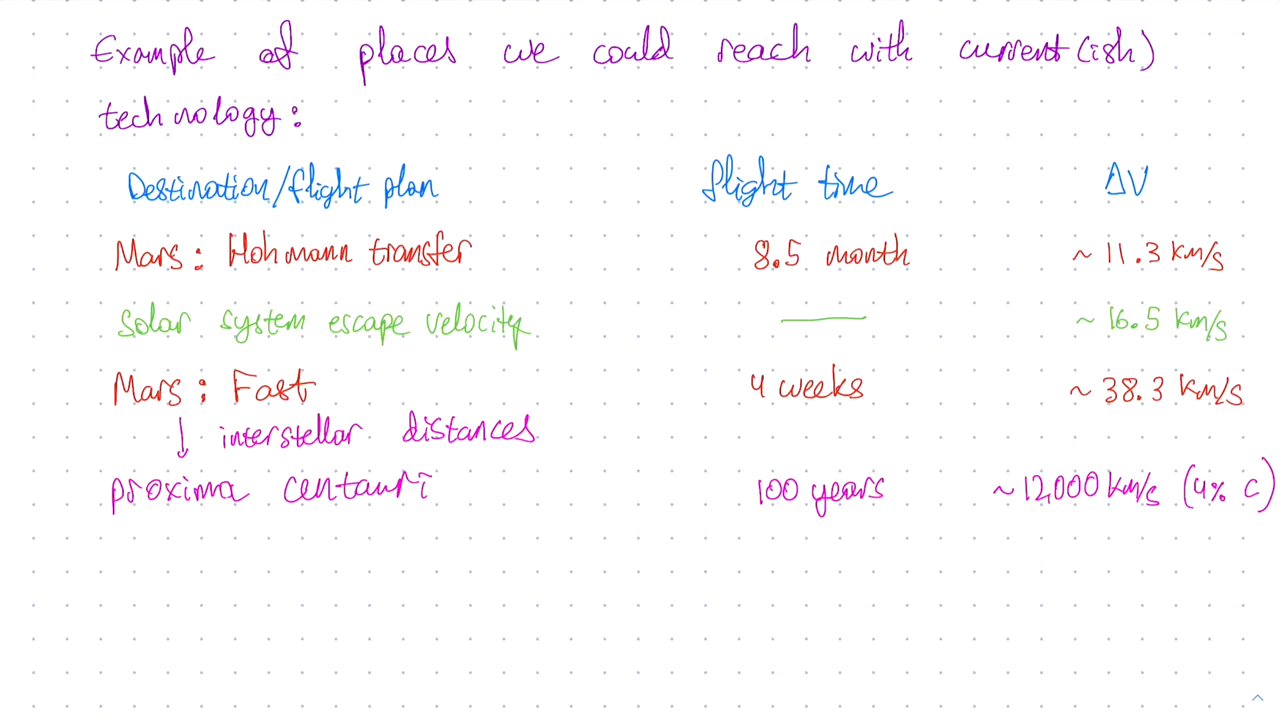 Example of places we could reach with current(ish)
technology:
Destination/flight plan flight time ΔV
Mars: Hohmann transfer 8.5 month ~ 11.3 km/s
Solar system escape velocity — ~ 16.5 km/s
Mars: Fast 4 weeks ~ 38.3 km/s
↓ interstellar distances
proxima centauri 100 years ~12,000 km/s (4% c)